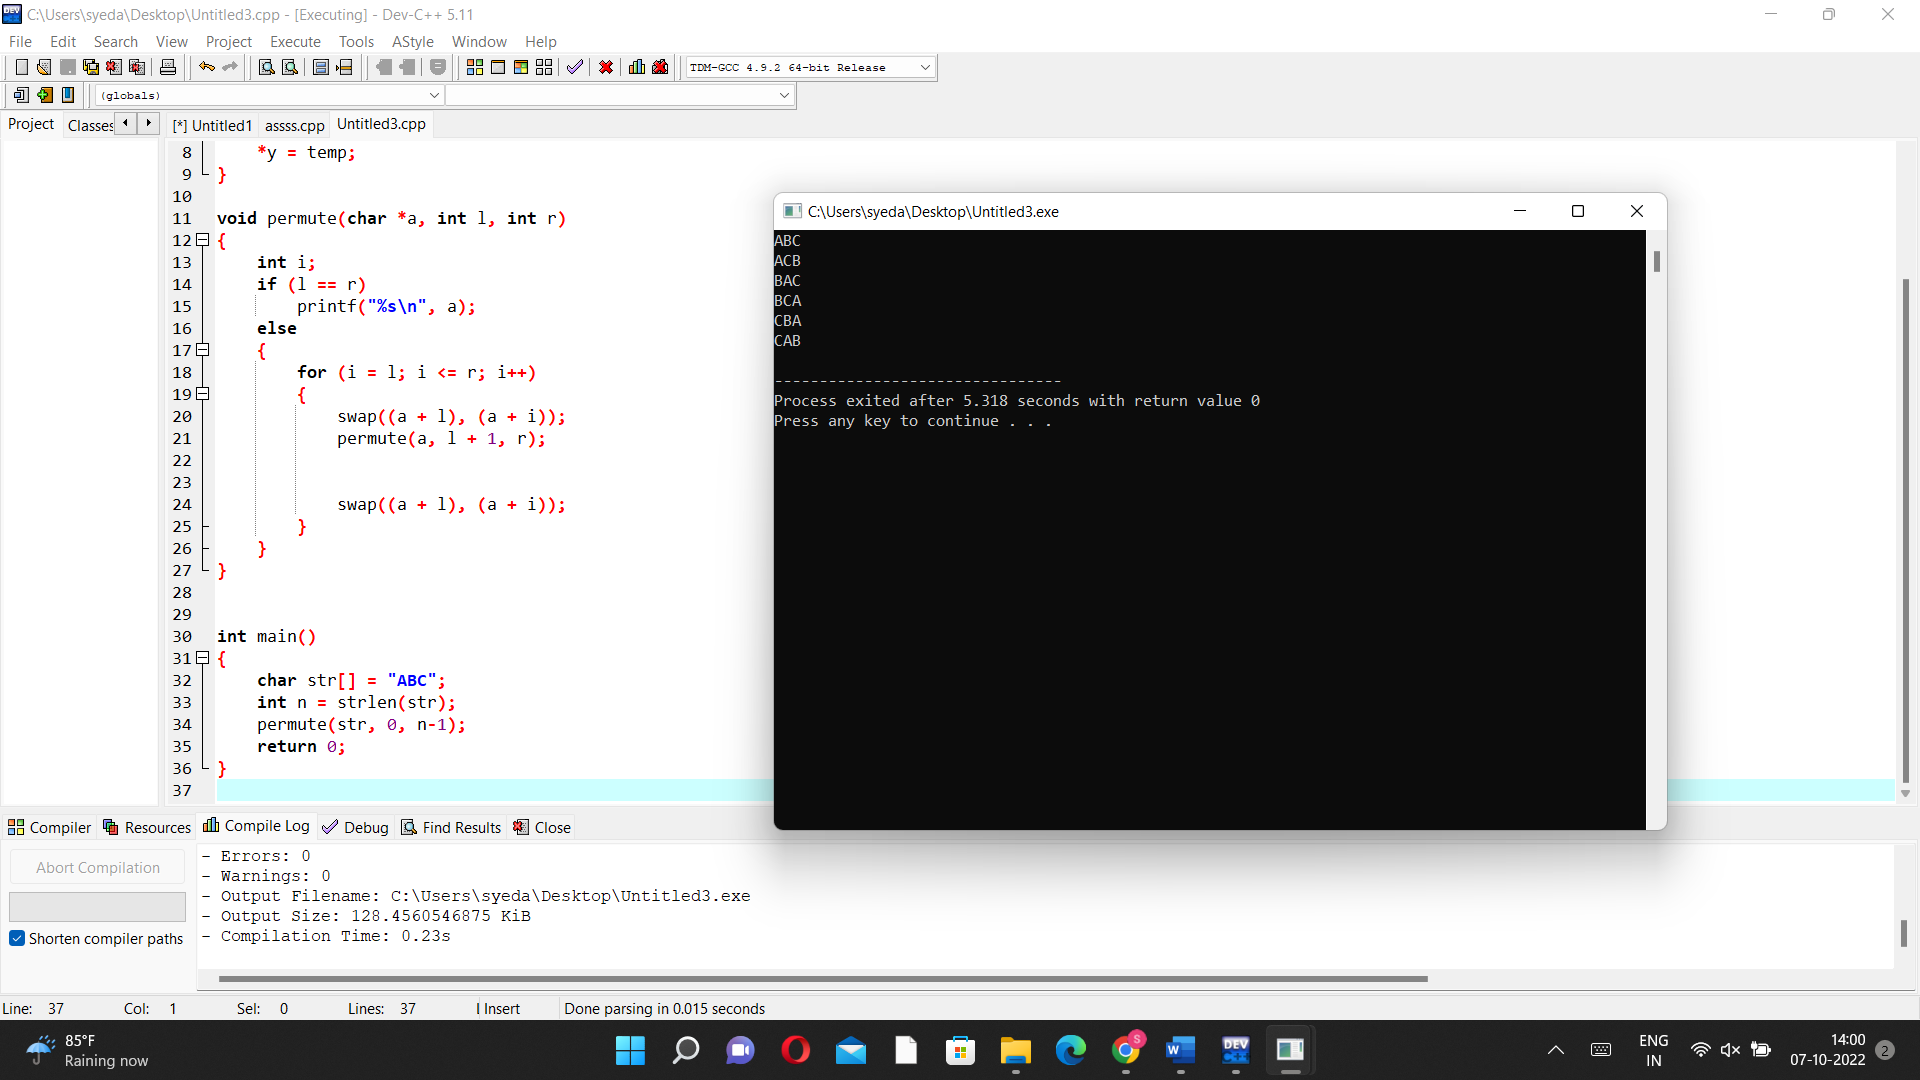 C:\Users\syeda\Desktop\Untitled3.cpp - [Executing] - Dev-C++ 5.11
File Edit Search View Project Execute Tools AStyle Window Help
TDM-GCC 4.9.2 64-bit Release
(globals)
Project Classes [*] Untitled1 assss.cpp Untitled3.cpp
8 *y = temp;
9 }
10
11 void permute(char *a, int l, int r)
12 {
13 int i;
14 if (l == r)
15 printf("%s\n", a);
16 else
17 {
18 for (i = l; i <= r; i++)
19 {
20 swap((a + l), (a + i));
21 permute(a, l + 1, r);
22
23
24 swap((a + l), (a + i));
25 }
26 }
27 }
28
29
30 int main()
31 {
32 char str[] = "ABC";
33 int n = strlen(str);
34 permute(str, 0, n-1);
35 return 0;
36 }
37
C:\Users\syeda\Desktop\Untitled3.exe
ABC
ACB
BAC
BCA
CBA
CAB
--------------------------------
Process exited after 5.318 seconds with return value 0
Press any key to continue . . .
Compiler Resources Compile Log Debug Find Results Close
Abort Compilation
Shorten compiler paths
- Errors: 0
- Warnings: 0
- Output Filename: C:\Users\syeda\Desktop\Untitled3.exe
- Output Size: 128.4560546875 KiB
- Compilation Time: 0.23s
Line: 37 Col: 1 Sel: 0 Lines: 37 Insert Done parsing in 0.015 seconds
85°F
Raining now
S
W
DEV
C++
ENG
IN
14:00
07-10-2022
2